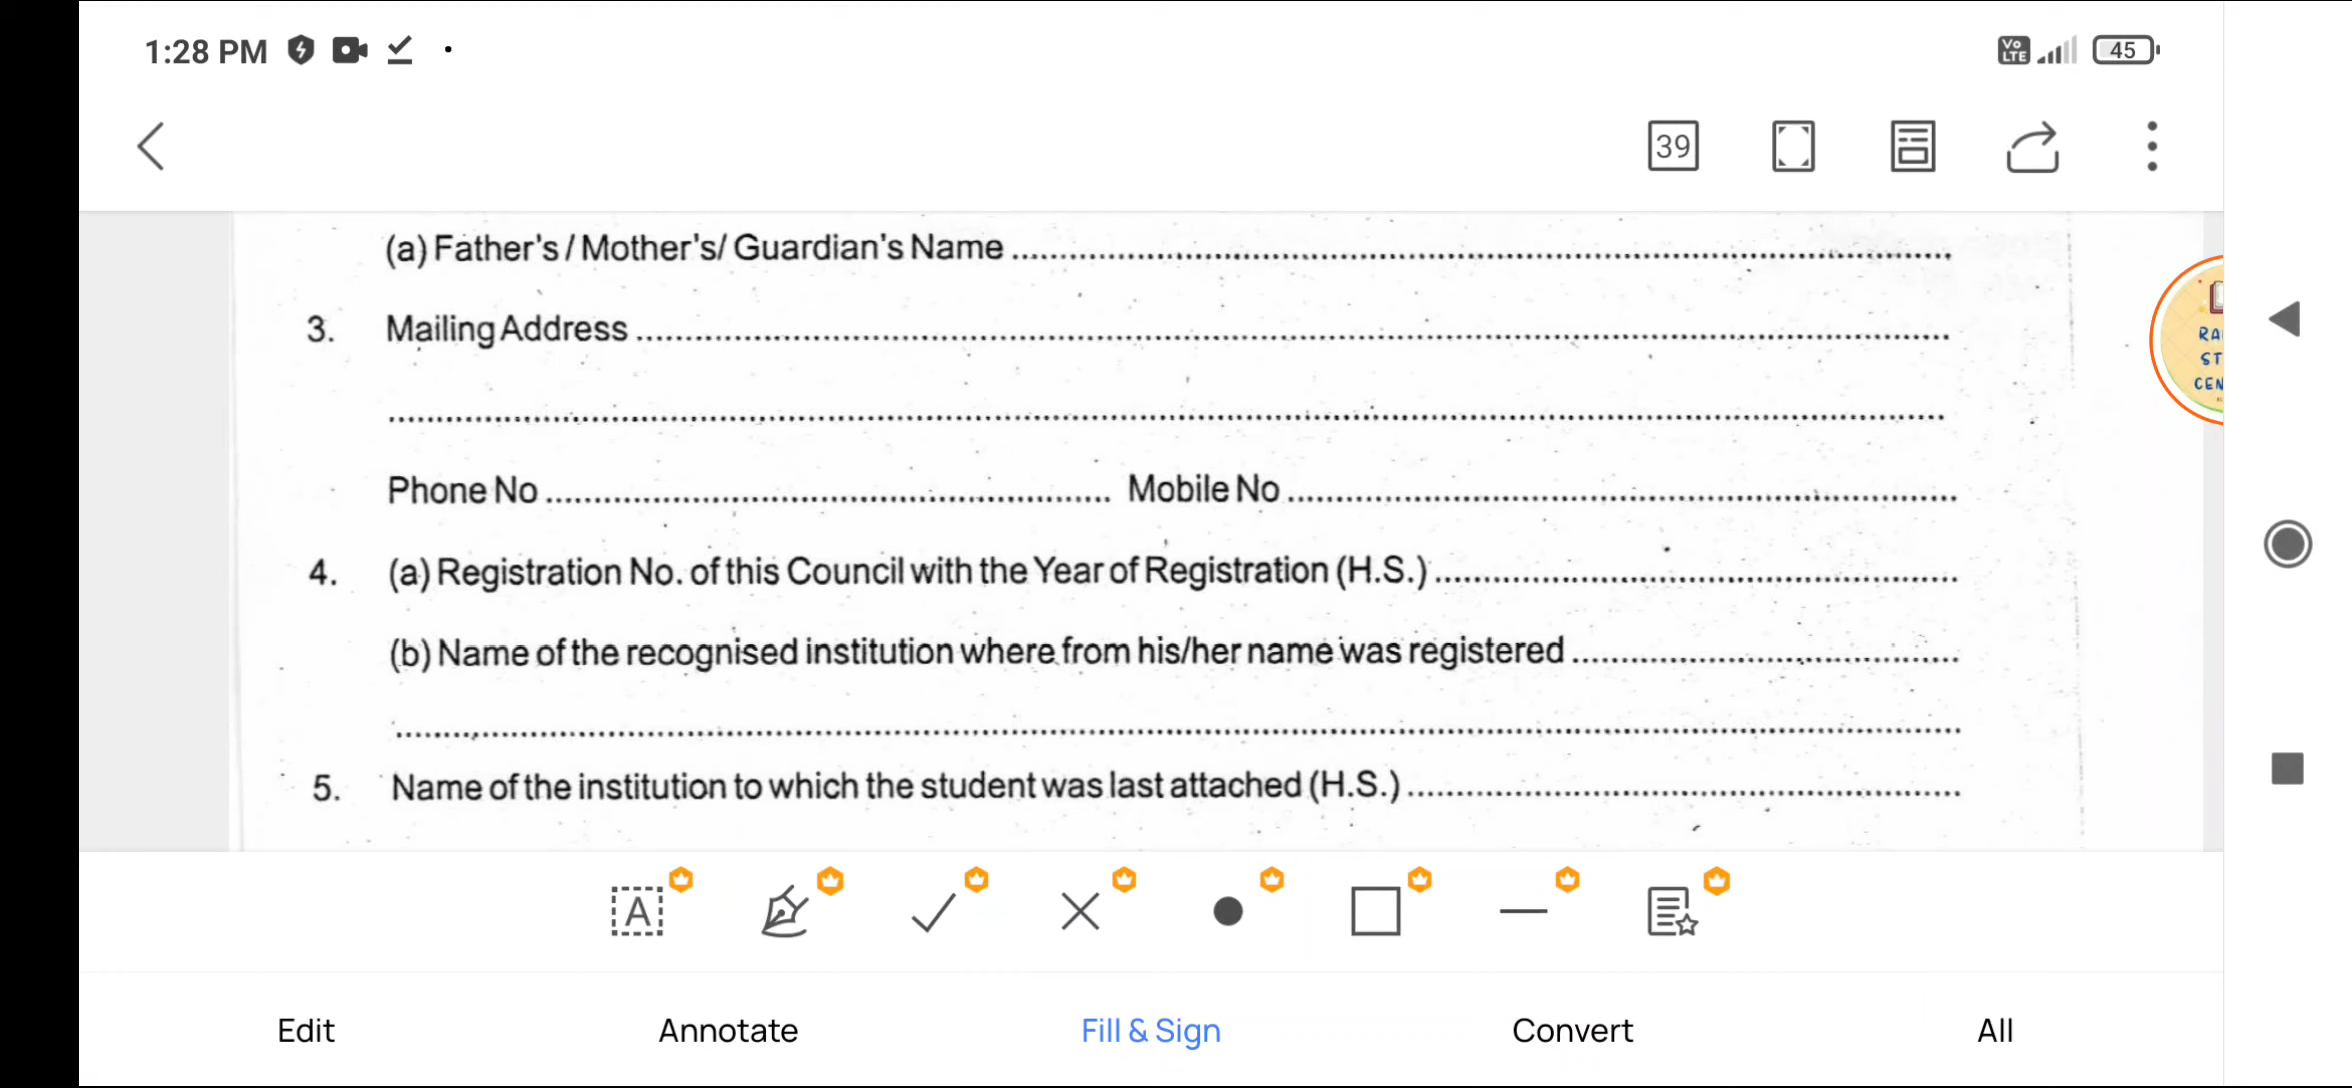 1:28 PM
Vo LTE
45
39
(a) Father's / Mother's/ Guardian's Name ........................................
3. Mailing Address ........................................
........................................
Phone No ........................................ Mobile No ........................................
4. (a) Registration No. of this Council with the Year of Registration (H.S.) ........................................
(b) Name of the recognised institution where from his/her name was registered ........................................
........................................
5. Name of the institution to which the student was last attached (H.S.) ........................................
A
Edit Annotate Fill & Sign Convert All